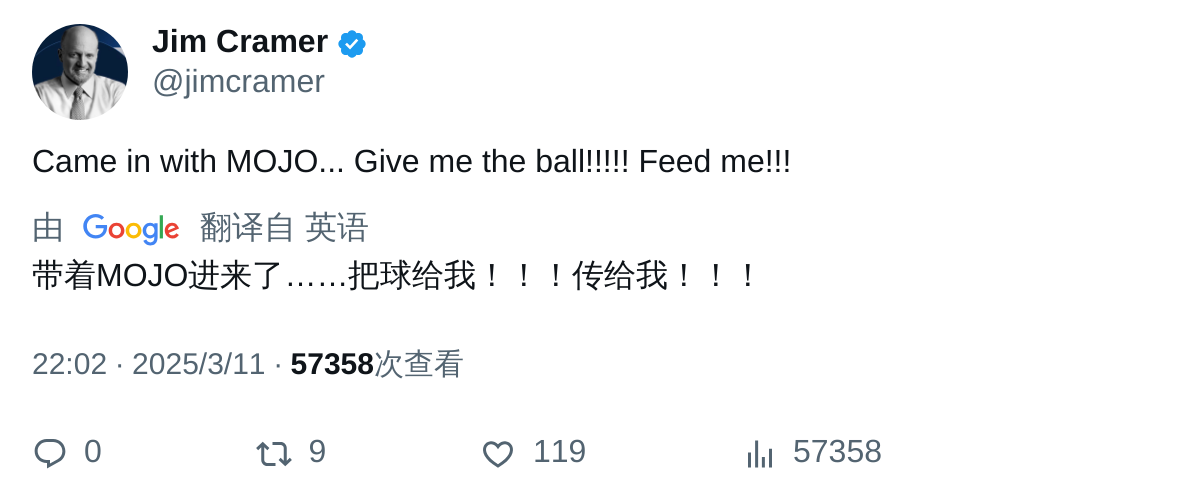 Jim Cramer
@jimcramer
Came in with MOJO... Give me the ball!!!!! Feed me!!!
由 Google 翻译自 英语
带着MOJO进来了……把球给我！！！传给我！！！
22:02 · 2025/3/11 · 57358次查看
0 9 119 57358